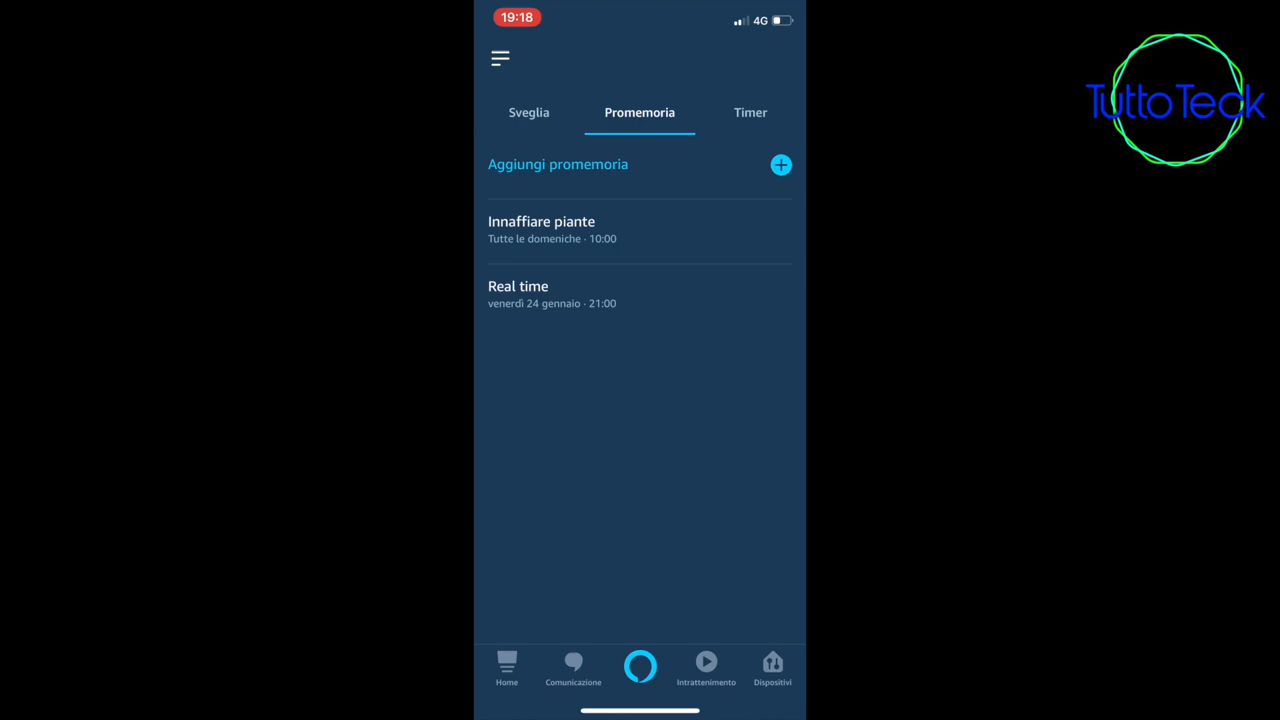 19:18
4G
Sveglia
Promemoria
Timer
Aggiungi promemoria
Innaffiare piante
Tutte le domeniche · 10:00
Real time
venerdì 24 gennaio · 21:00
Home
Comunicazione
Intrattenimento
Dispositivi
TuttoTeck